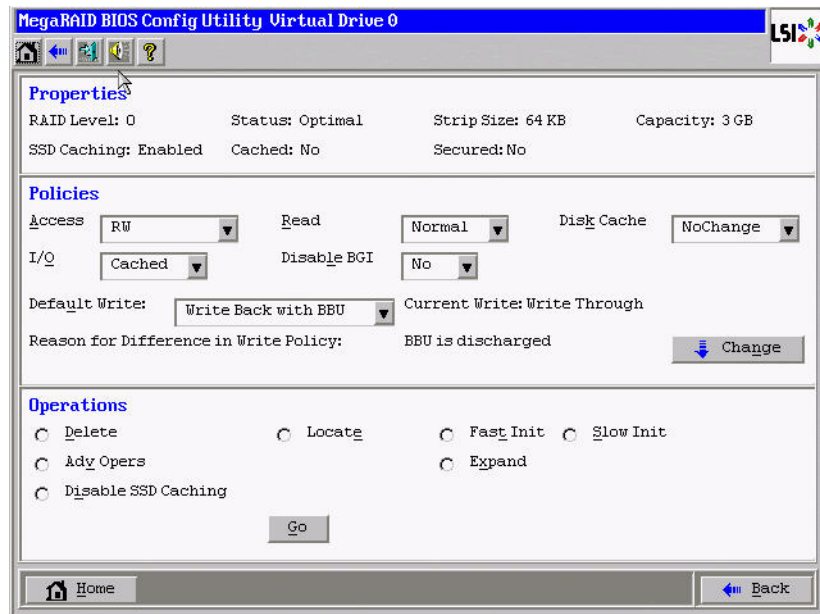 MegaRAID BIOS Config Utility Virtual Drive 0
LSI
Properties
RAID Level: 0 Status: Optimal Strip Size: 64 KB Capacity: 3 GB
SSD Caching: Enabled Cached: No Secured: No
Policies
Access RW Read Normal Disk Cache NoChange
I/O Cached Disable BGI No
Default Write: Write Back with BBU Current Write: Write Through
Reason for Difference in Write Policy: BBU is discharged Change
Operations
Delete Locate Fast Init Slow Init
Adv Opers Expand
Disable SSD Caching
Go
Home Back